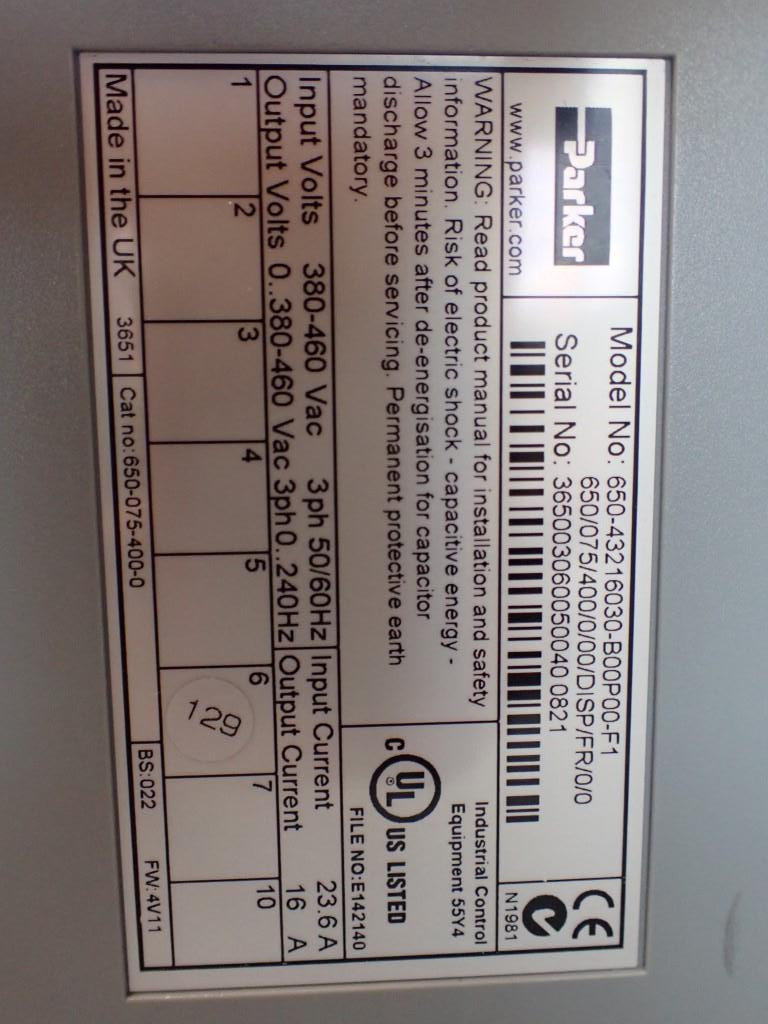 Parker
www.parker.com
Model No: 650-43216030-B00P00-F1
650/075/400/0/00/DISP/FR/0/0
Serial No: 365003060050040 0821
CE
N1981
WARNING: Read product manual for installation and safety
information. Risk of electric shock - capacitive energy -
Allow 3 minutes after de-energisation for capacitor
discharge before servicing. Permanent protective earth
mandatory.
Industrial Control
Equipment 55Y4
C UL ® US LISTED
FILE NO:E142140
Input Volts 380-460 Vac 3ph 50/60Hz Input Current 23.6 A
Output Volts 0..380-460 Vac 3ph 0..240Hz Output Current 16 A
1 2 3 4 5 6 7 10
129
Made in the UK 3651 Cat no:650-075-400-0 BS:022 FW:4V11